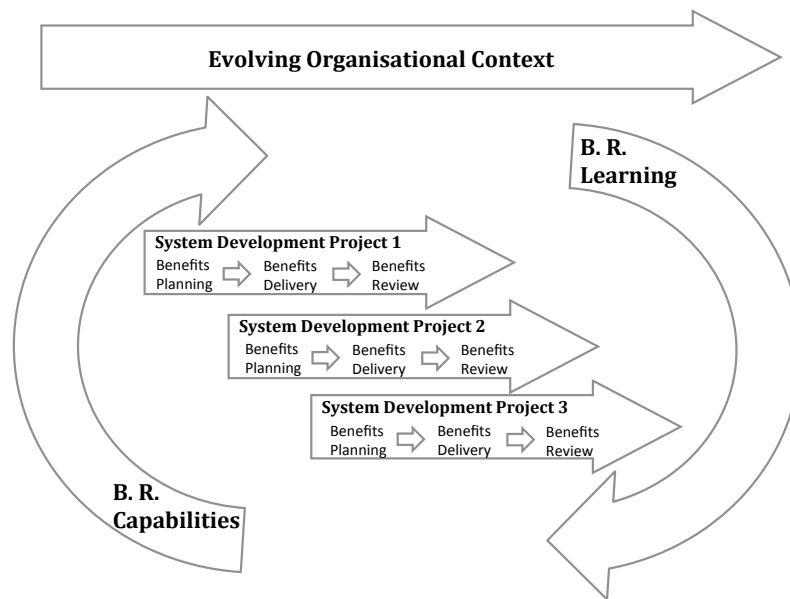 Evolving Organisational Context
B. R.
Learning
System Development Project 1
Benefits Benefits Benefits
Planning Delivery Review
System Development Project 2
Benefits Benefits Benefits
Planning Delivery Review
System Development Project 3
Benefits Benefits Benefits
Planning Delivery Review
B. R.
Capabilities